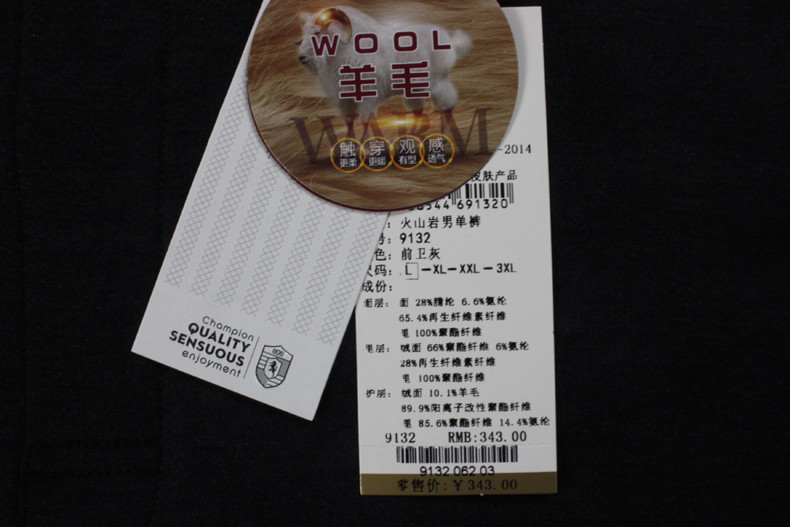 WOOL
羊毛
WARM
触 穿 观 感
更柔 更暖 有型 透气
-2014
皮肤产品
544 691320
火山岩男单裤
号: 9132
色: 前卫灰
尺码: L-XL-XXL-3XL
成份:
面层: 面 28%腈纶 6.6%氨纶
65.4%再生纤维素纤维
毛 100%聚酯纤维
毛层: 绒面 66%聚酯纤维 6%氨纶
28%再生纤维素纤维
毛 100%聚酯纤维
护层: 绒面 10.1%羊毛
89.9%阳离子改性聚酯纤维
毛 85.6%聚酯纤维 14.4%氨纶
9132 RMB:343.00
9132 062 03
零售价:￥343.00
Champion
QUALITY
SENSUOUS
enjoyment